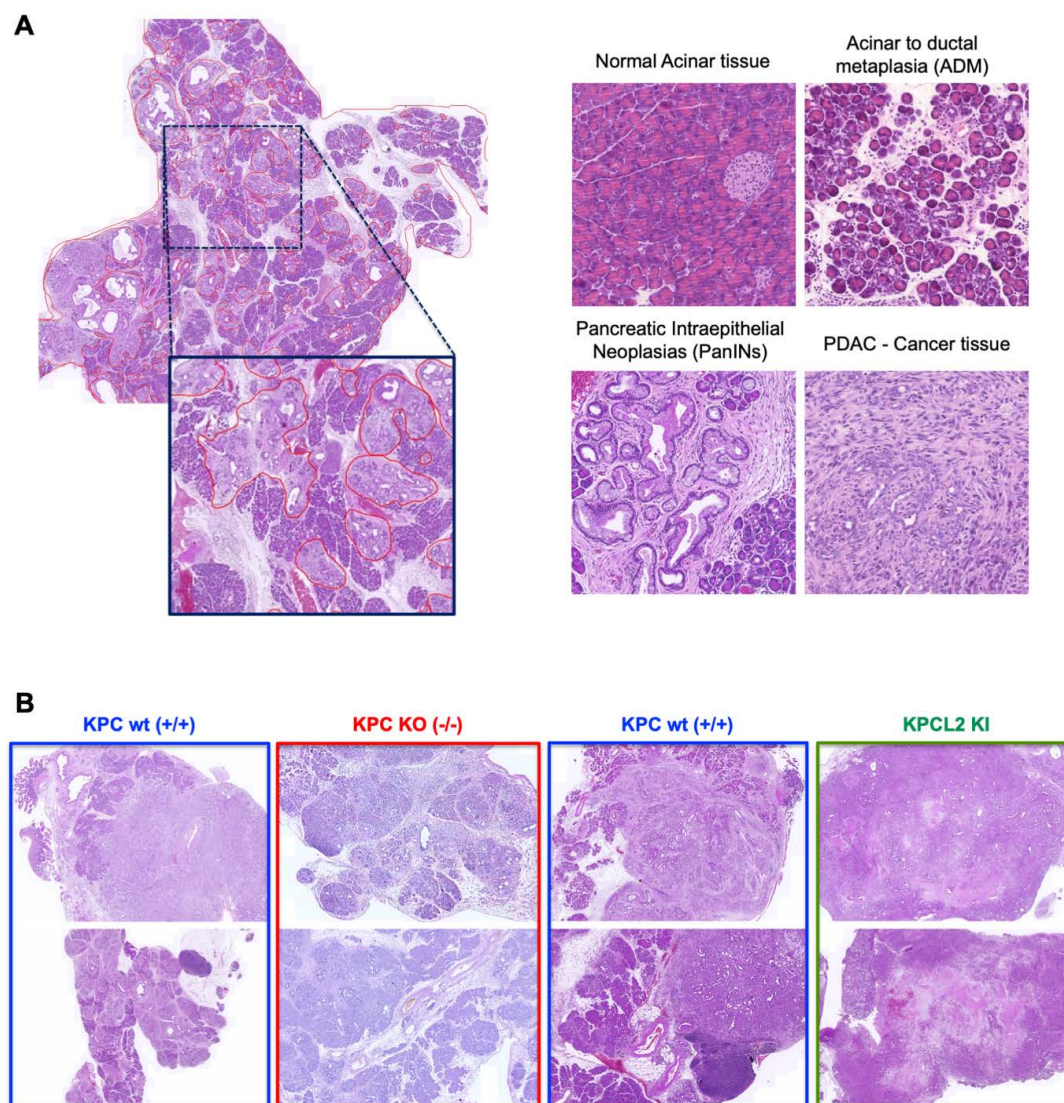 A
Normal Acinar tissue
Acinar to ductal
metaplasia (ADM)
Pancreatic Intraepithelial
Neoplasias (PanINs)
PDAC - Cancer tissue
B
KPC wt (+/+)
KPC KO (-/-)
KPC wt (+/+)
KPCL2 KI